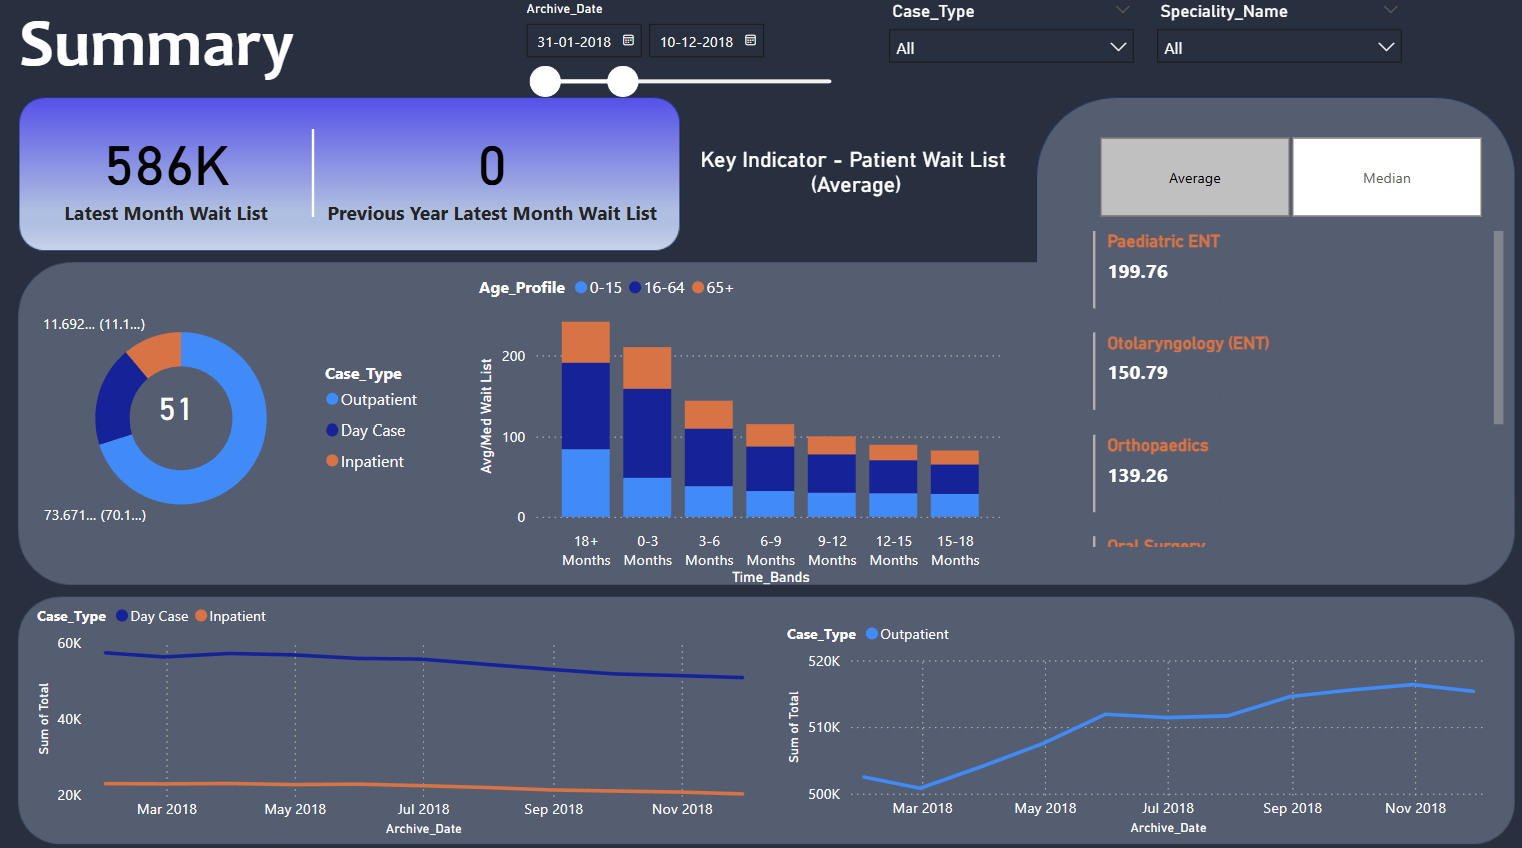 Summary
Archive_Date
31-01-2018
10-12-2018
Case_Type
All
Speciality_Name
All
586K
Latest Month Wait List
0
Previous Year Latest Month Wait List
Key Indicator - Patient Wait List
(Average)
Average
Median
Paediatric ENT
199.76
Otolaryngology (ENT)
150.79
Orthopaedics
139.26
Oral Surgery
11.692... (11.1...)
51
73.671... (70.1...)
Case_Type
Outpatient
Day Case
Inpatient
Age_Profile 0-15 16-64 65+
Avg/Med Wait List
200
100
0
18+ Months
0-3 Months
3-6 Months
6-9 Months
9-12 Months
12-15 Months
15-18 Months
Time_Bands
Case_Type Day Case Inpatient
Sum of Total
60K
40K
20K
Mar 2018 May 2018 Jul 2018 Sep 2018 Nov 2018
Archive_Date
Case_Type Outpatient
Sum of Total
520K
510K
500K
Mar 2018 May 2018 Jul 2018 Sep 2018 Nov 2018
Archive_Date